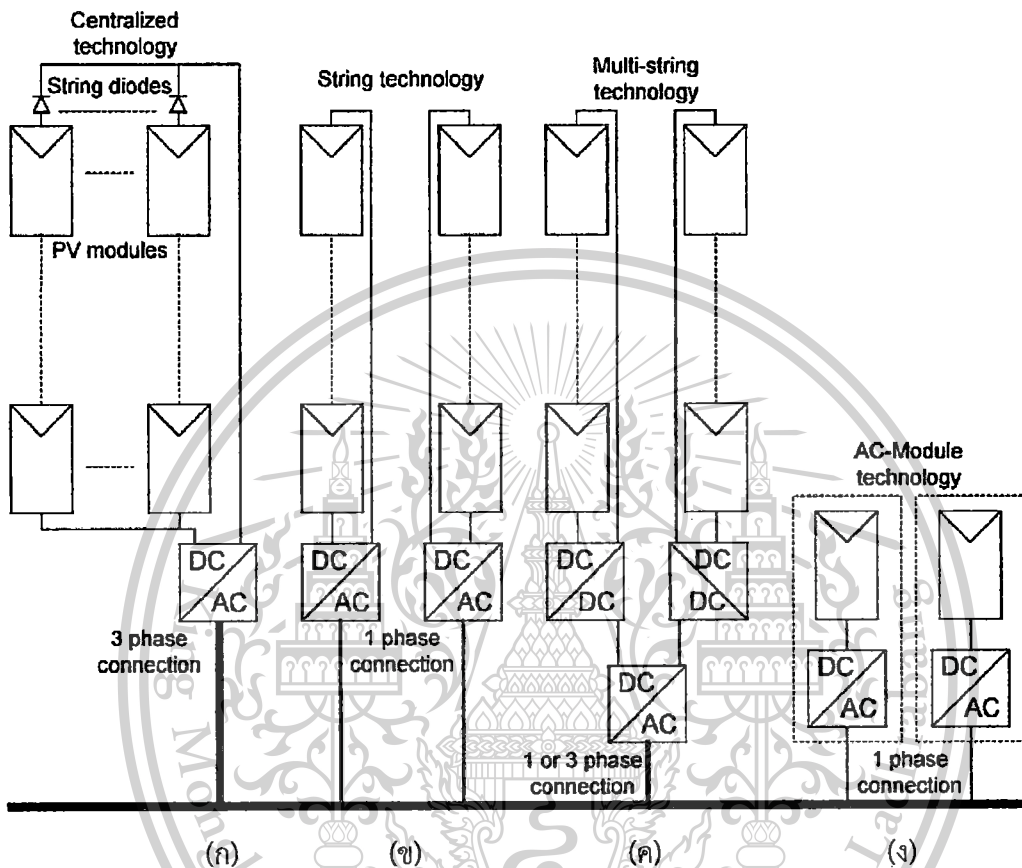 Centralized
technology
String diodes
PV modules
DC
AC
3 phase
connection
String technology
DC
AC
DC
AC
1 phase
connection
Multi-string
technology
DC
DC
DC
DC
DC
AC
1 or 3 phase
connection
AC-Module
technology
DC
AC
DC
AC
1 phase
connection
(ก)
(ข)
(ค)
(ง)